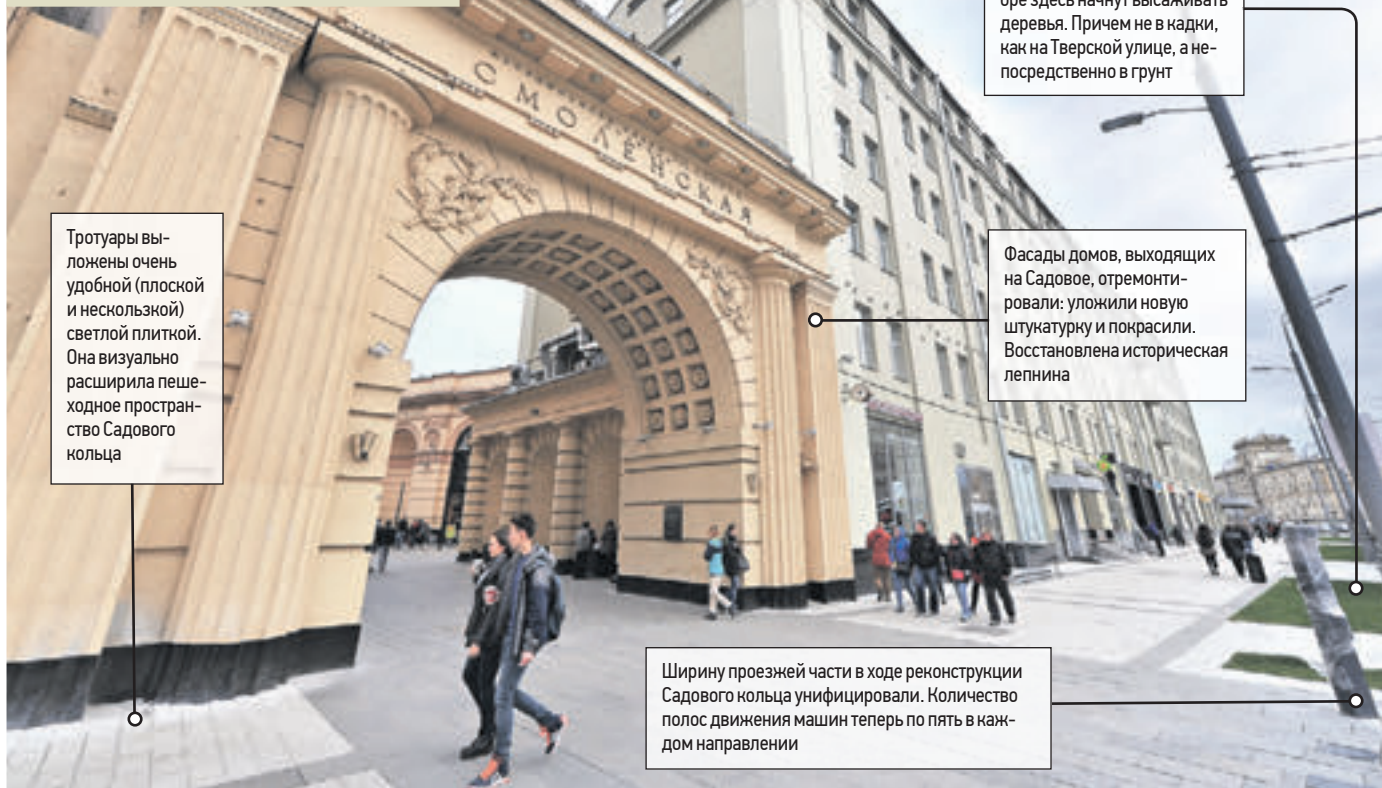 здесь начнут высаживать
деревья. Причем не в кадки,
как на Тверской улице, а не-
посредственно в грунт
СМОЛЕНСКАЯ
Тротуары вы-
ложены очень
удобной (плоской
и нескользкой)
светлой плиткой.
Она визуально
расширила пеше-
ходное простран-
ство Садового
кольца
Фасады домов, выходящих
на Садовое, отремонти-
ровали: уложили новую
штукатурку и покрасили.
Восстановлена историческая
лепнина
Ширину проезжей части в ходе реконструкции
Садового кольца унифицировали. Количество
полос движения машин теперь по пять в каж-
дом направлении